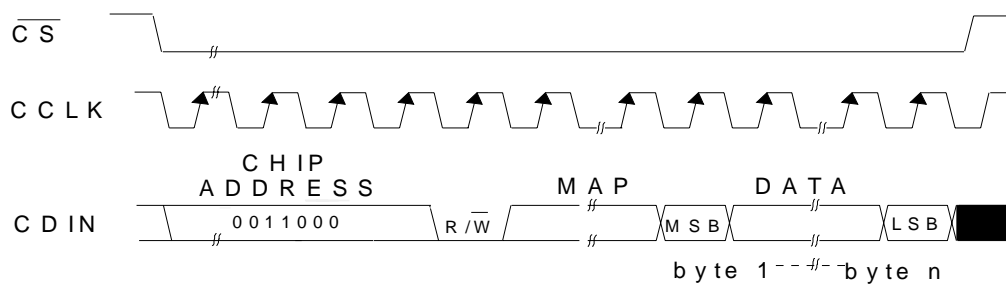 CS
CCLK
CHIP
ADDRESS
MAP
DATA
CDIN
0011000
R/W
MSB
LSB
byte 1
byte n